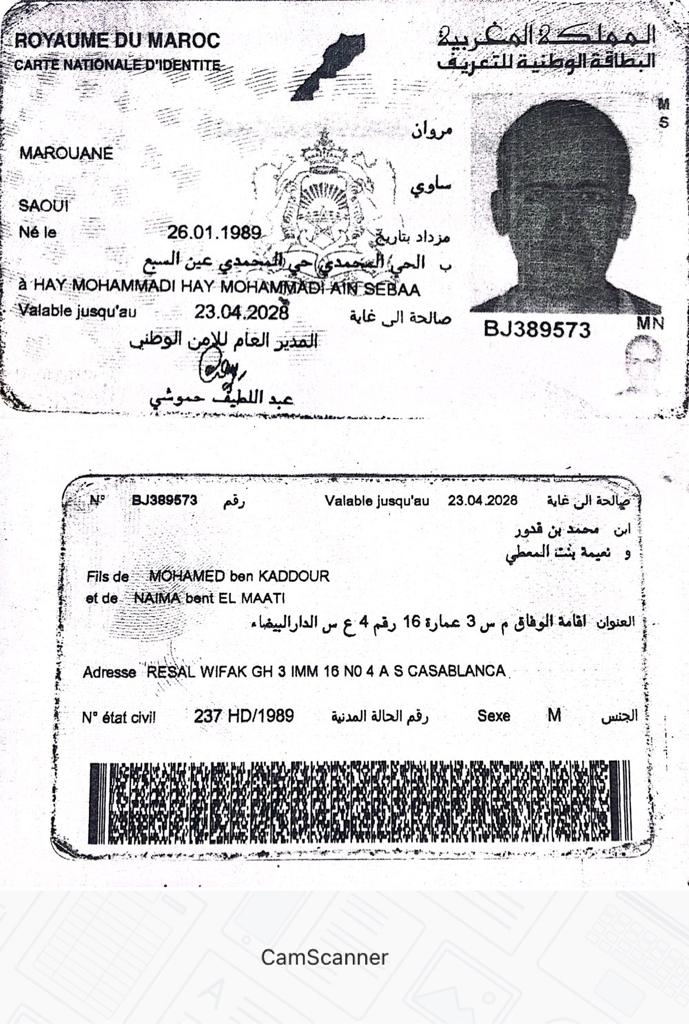 ROYAUME DU MAROC
المملكة المغربية
CARTE NATIONALE D'IDENTITE
البطاقة الوطنية للتعريف
M
S
مروان
MAROUANE
ساوي
SAOUI
Né le 26.01.1989 مزداد بتاريخ
ب الحي المحمدي حي المحمدي عين السبع
à HAY MOHAMMADI HAY MOHAMMADI AIN SEBAA
Valable jusqu'au 23.04.2028 صالحة الى غاية
BJ389573
MN
المدير العام للامن الوطني
عبد اللطيف حموشي
N° BJ389573 رقم Valable jusqu'au 23.04.2028 صالحة الى غاية
ابن محمد بن قدور
و نعيمة بنت المعطي
Fils de MOHAMED ben KADDOUR
et de NAIMA bent EL MAATI
العنوان اقامة الوفاق م س 3 عمارة 16 رقم 4 ع س الدارالبيضاء
Adresse RESAL WIFAK GH 3 IMM 16 N0 4 A S CASABLANCA
N° état civil 237 HD/1989 رقم الحالة المدنية Sexe M الجنس
CamScanner